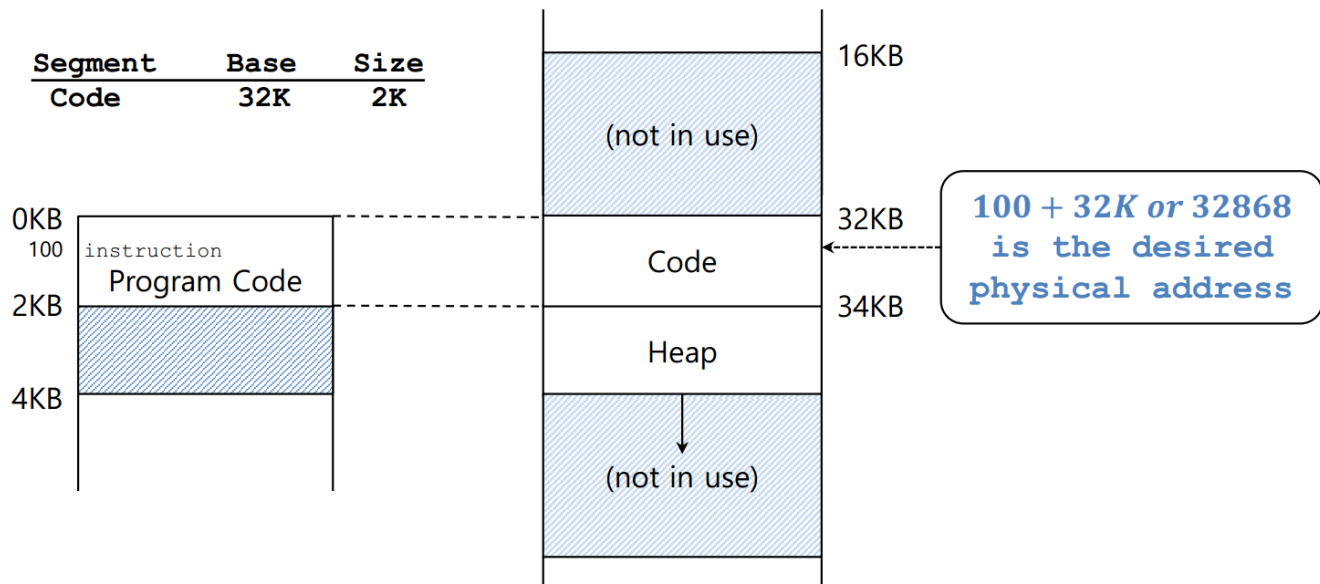 Segment Base Size
Code 32K 2K
0KB
100 instruction
Program Code
2KB
4KB
16KB
(not in use)
32KB
Code
34KB
Heap
(not in use)
100 + 32K or 32868
is the desired
physical address